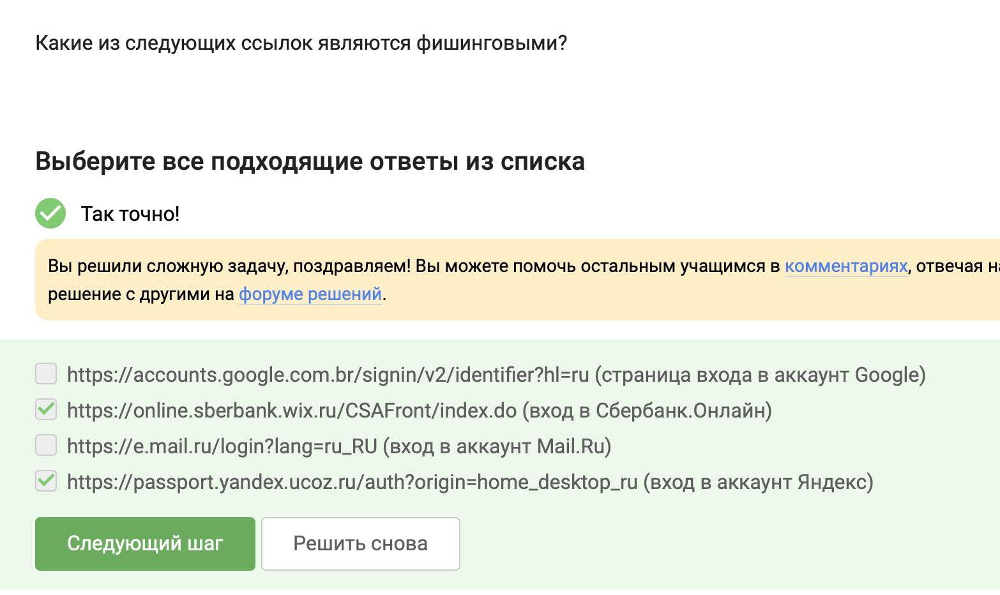 Какие из следующих ссылок являются фишинговыми?
Выберите все подходящие ответы из списка
Так точно!
Вы решили сложную задачу, поздравляем! Вы можете помочь остальным учащимся в комментариях, отвечая
решение с другими на форуме решений.
https://accounts.google.com.br/signin/v2/identifier?hl=ru (страница входа в аккаунт Google)
https://online.sberbank.wix.ru/CSAFront/index.do (вход в Сбербанк.Онлайн)
https://e.mail.ru/login?lang=ru_RU (вход в аккаунт Mail.Ru)
https://passport.yandex.ucoz.ru/auth?origin=home_desktop_ru (вход в аккаунт Яндекс)
Следующий шаг
Решить снова